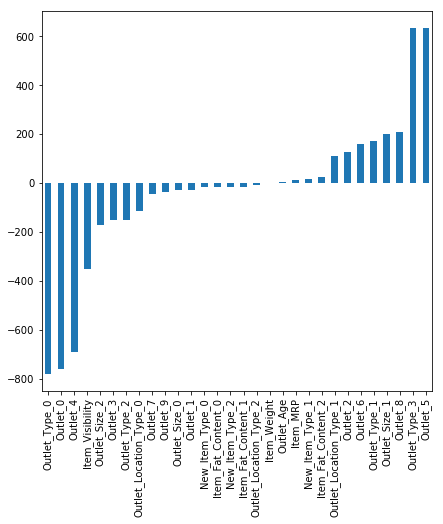 600
400
200
0
−200
−400
−600
−800
Outlet_Type_0
Outlet_0
Outlet_4
Item_Visibility
Outlet_Size_2
Outlet_3
Outlet_Type_2
Outlet_Location_Type_0
Outlet_7
Outlet_9
Outlet_Size_0
Outlet_1
New_Item_Type_0
Item_Fat_Content_0
New_Item_Type_2
Item_Fat_Content_1
Outlet_Location_Type_2
Item_Weight
Outlet_Age
Item_MRP
New_Item_Type_1
Item_Fat_Content_2
Outlet_Location_Type_1
Outlet_2
Outlet_6
Outlet_Type_1
Outlet_Size_1
Outlet_8
Outlet_Type_3
Outlet_5